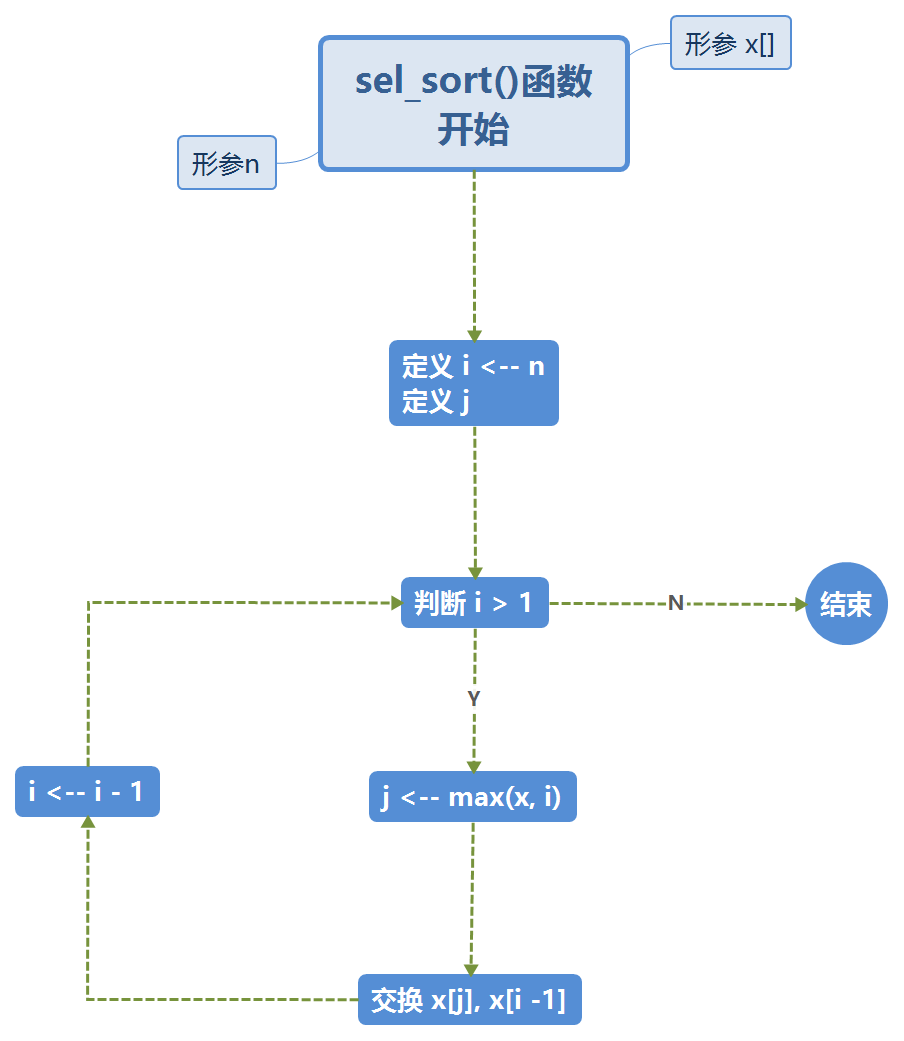 形参 x[]
sel_sort()函数
开始
形参n
定义 i <-- n
定义 j
判断 i > 1
N
结束
Y
i <-- i - 1
j <-- max(x, i)
交换 x[j], x[i -1]